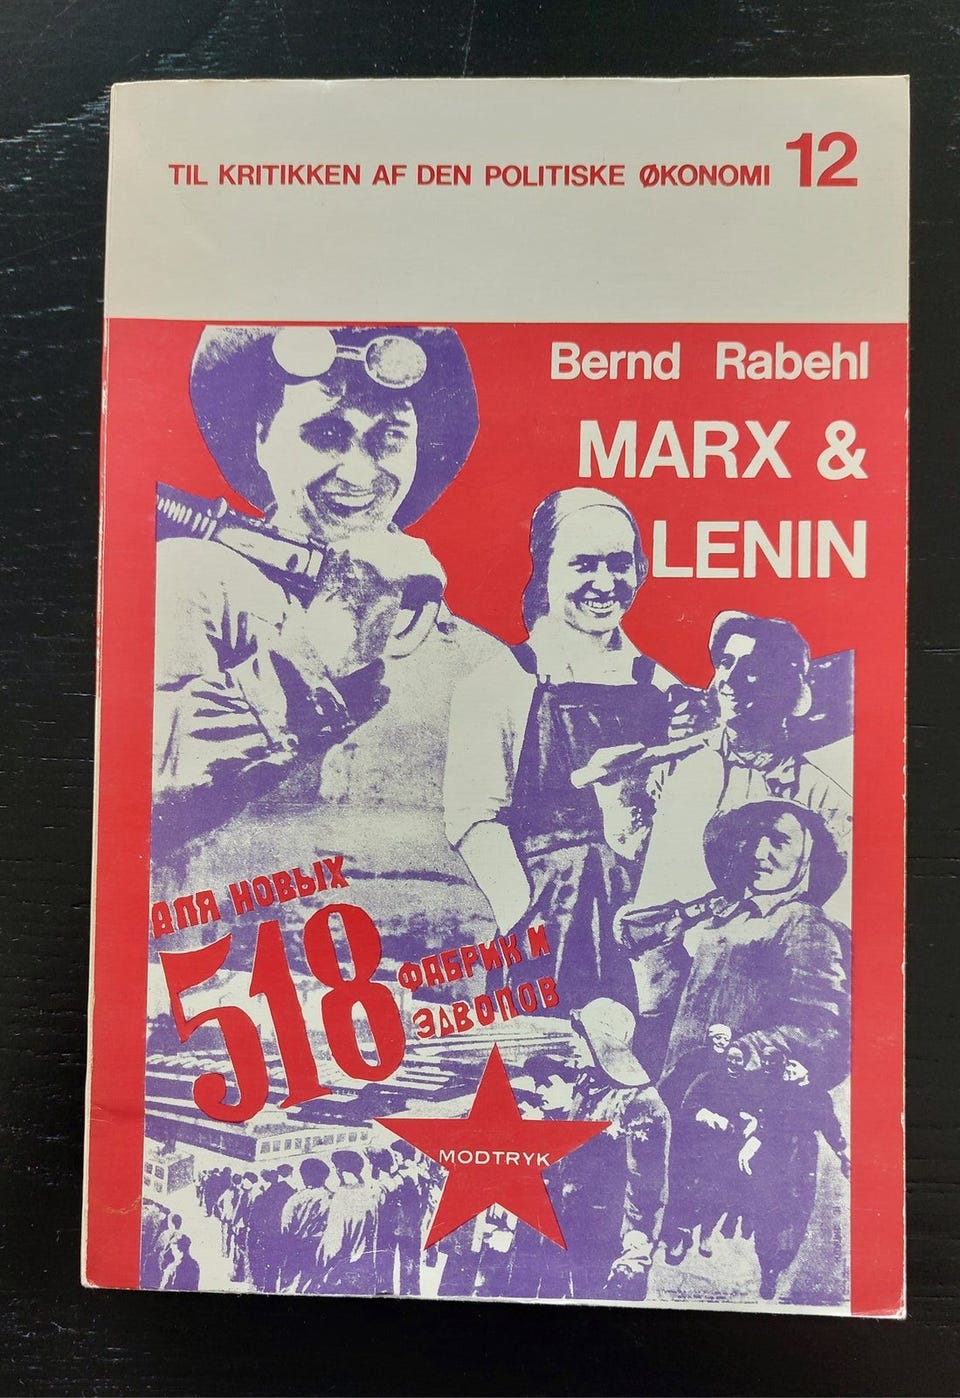 TIL KRITIKKEN AF DEN POLITISKE ØKONOMI 12
Bernd Rabehl
MARX &
LENIN
ДЛЯ НОВЫХ
518
ФАБРИК И
ЗАВОДОВ
MODTRYK